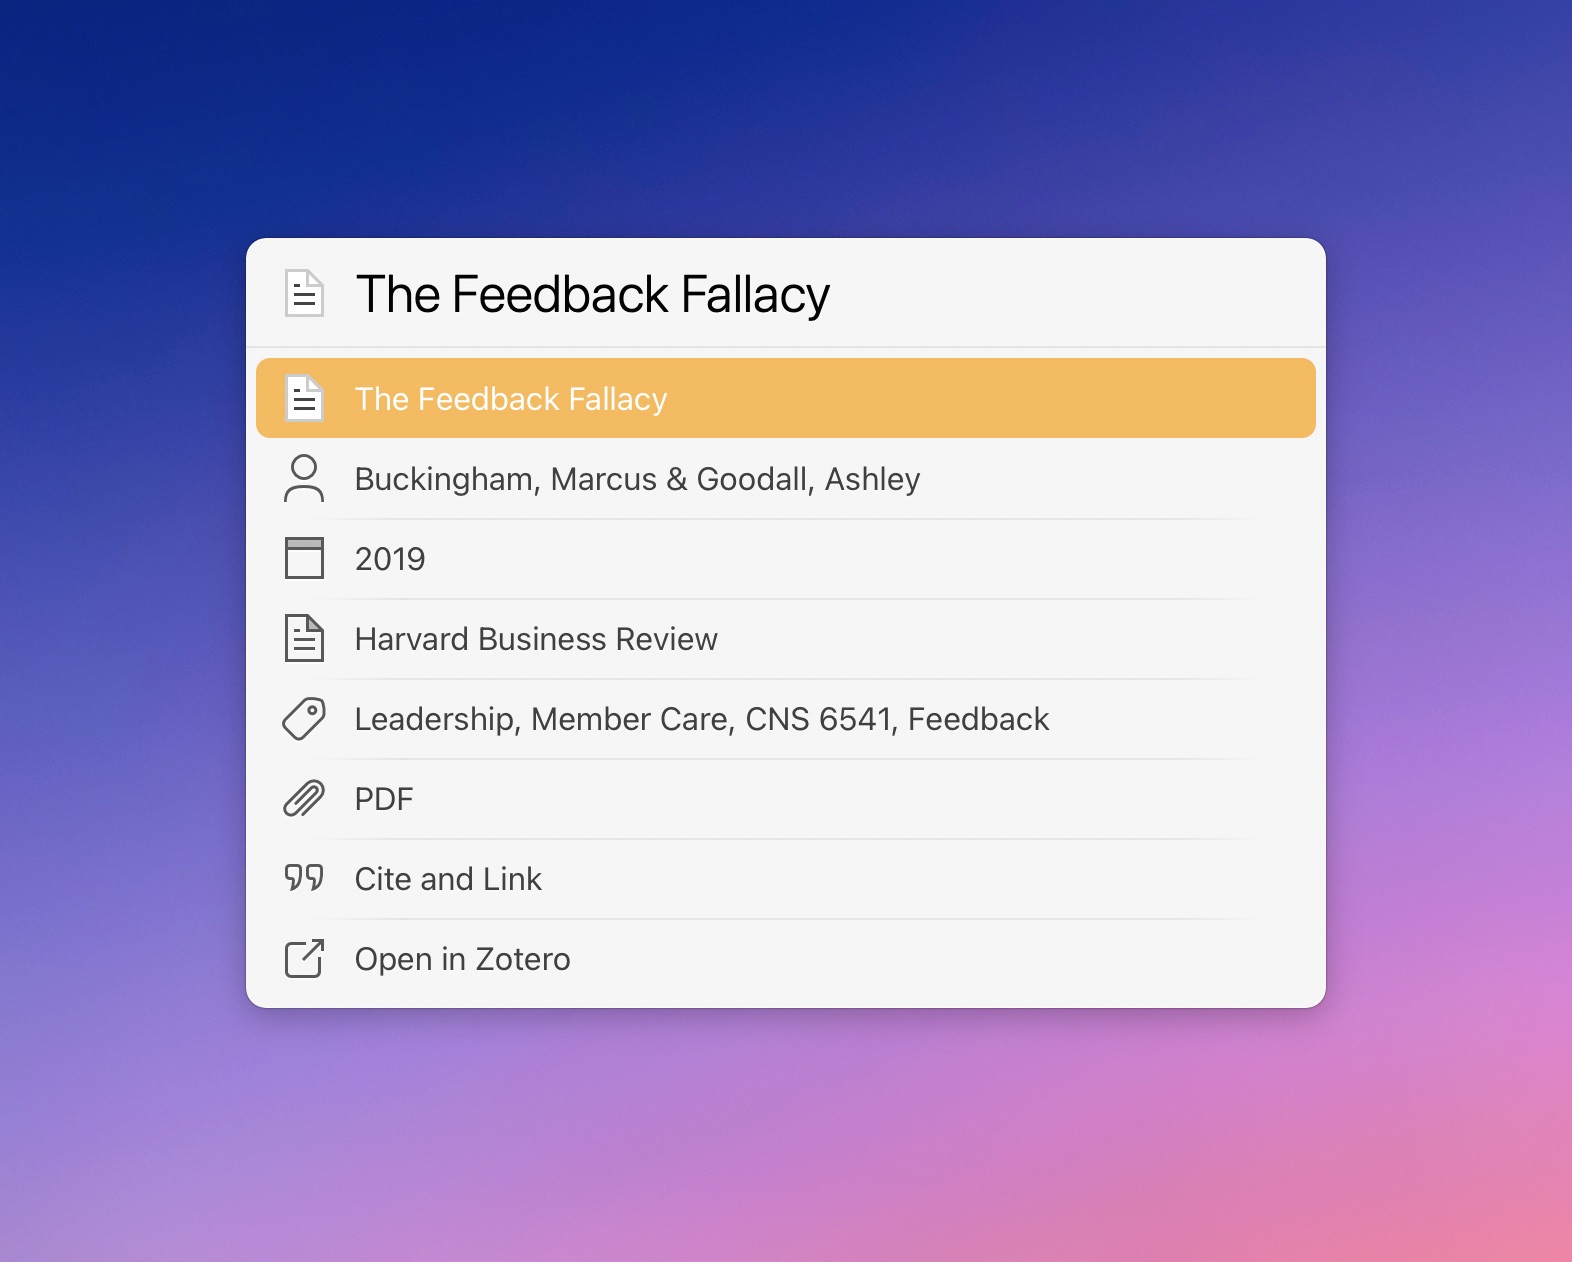 The Feedback Fallacy
The Feedback Fallacy
Buckingham, Marcus & Goodall, Ashley
2019
Harvard Business Review
Leadership, Member Care, CNS 6541, Feedback
PDF
Cite and Link
Open in Zotero